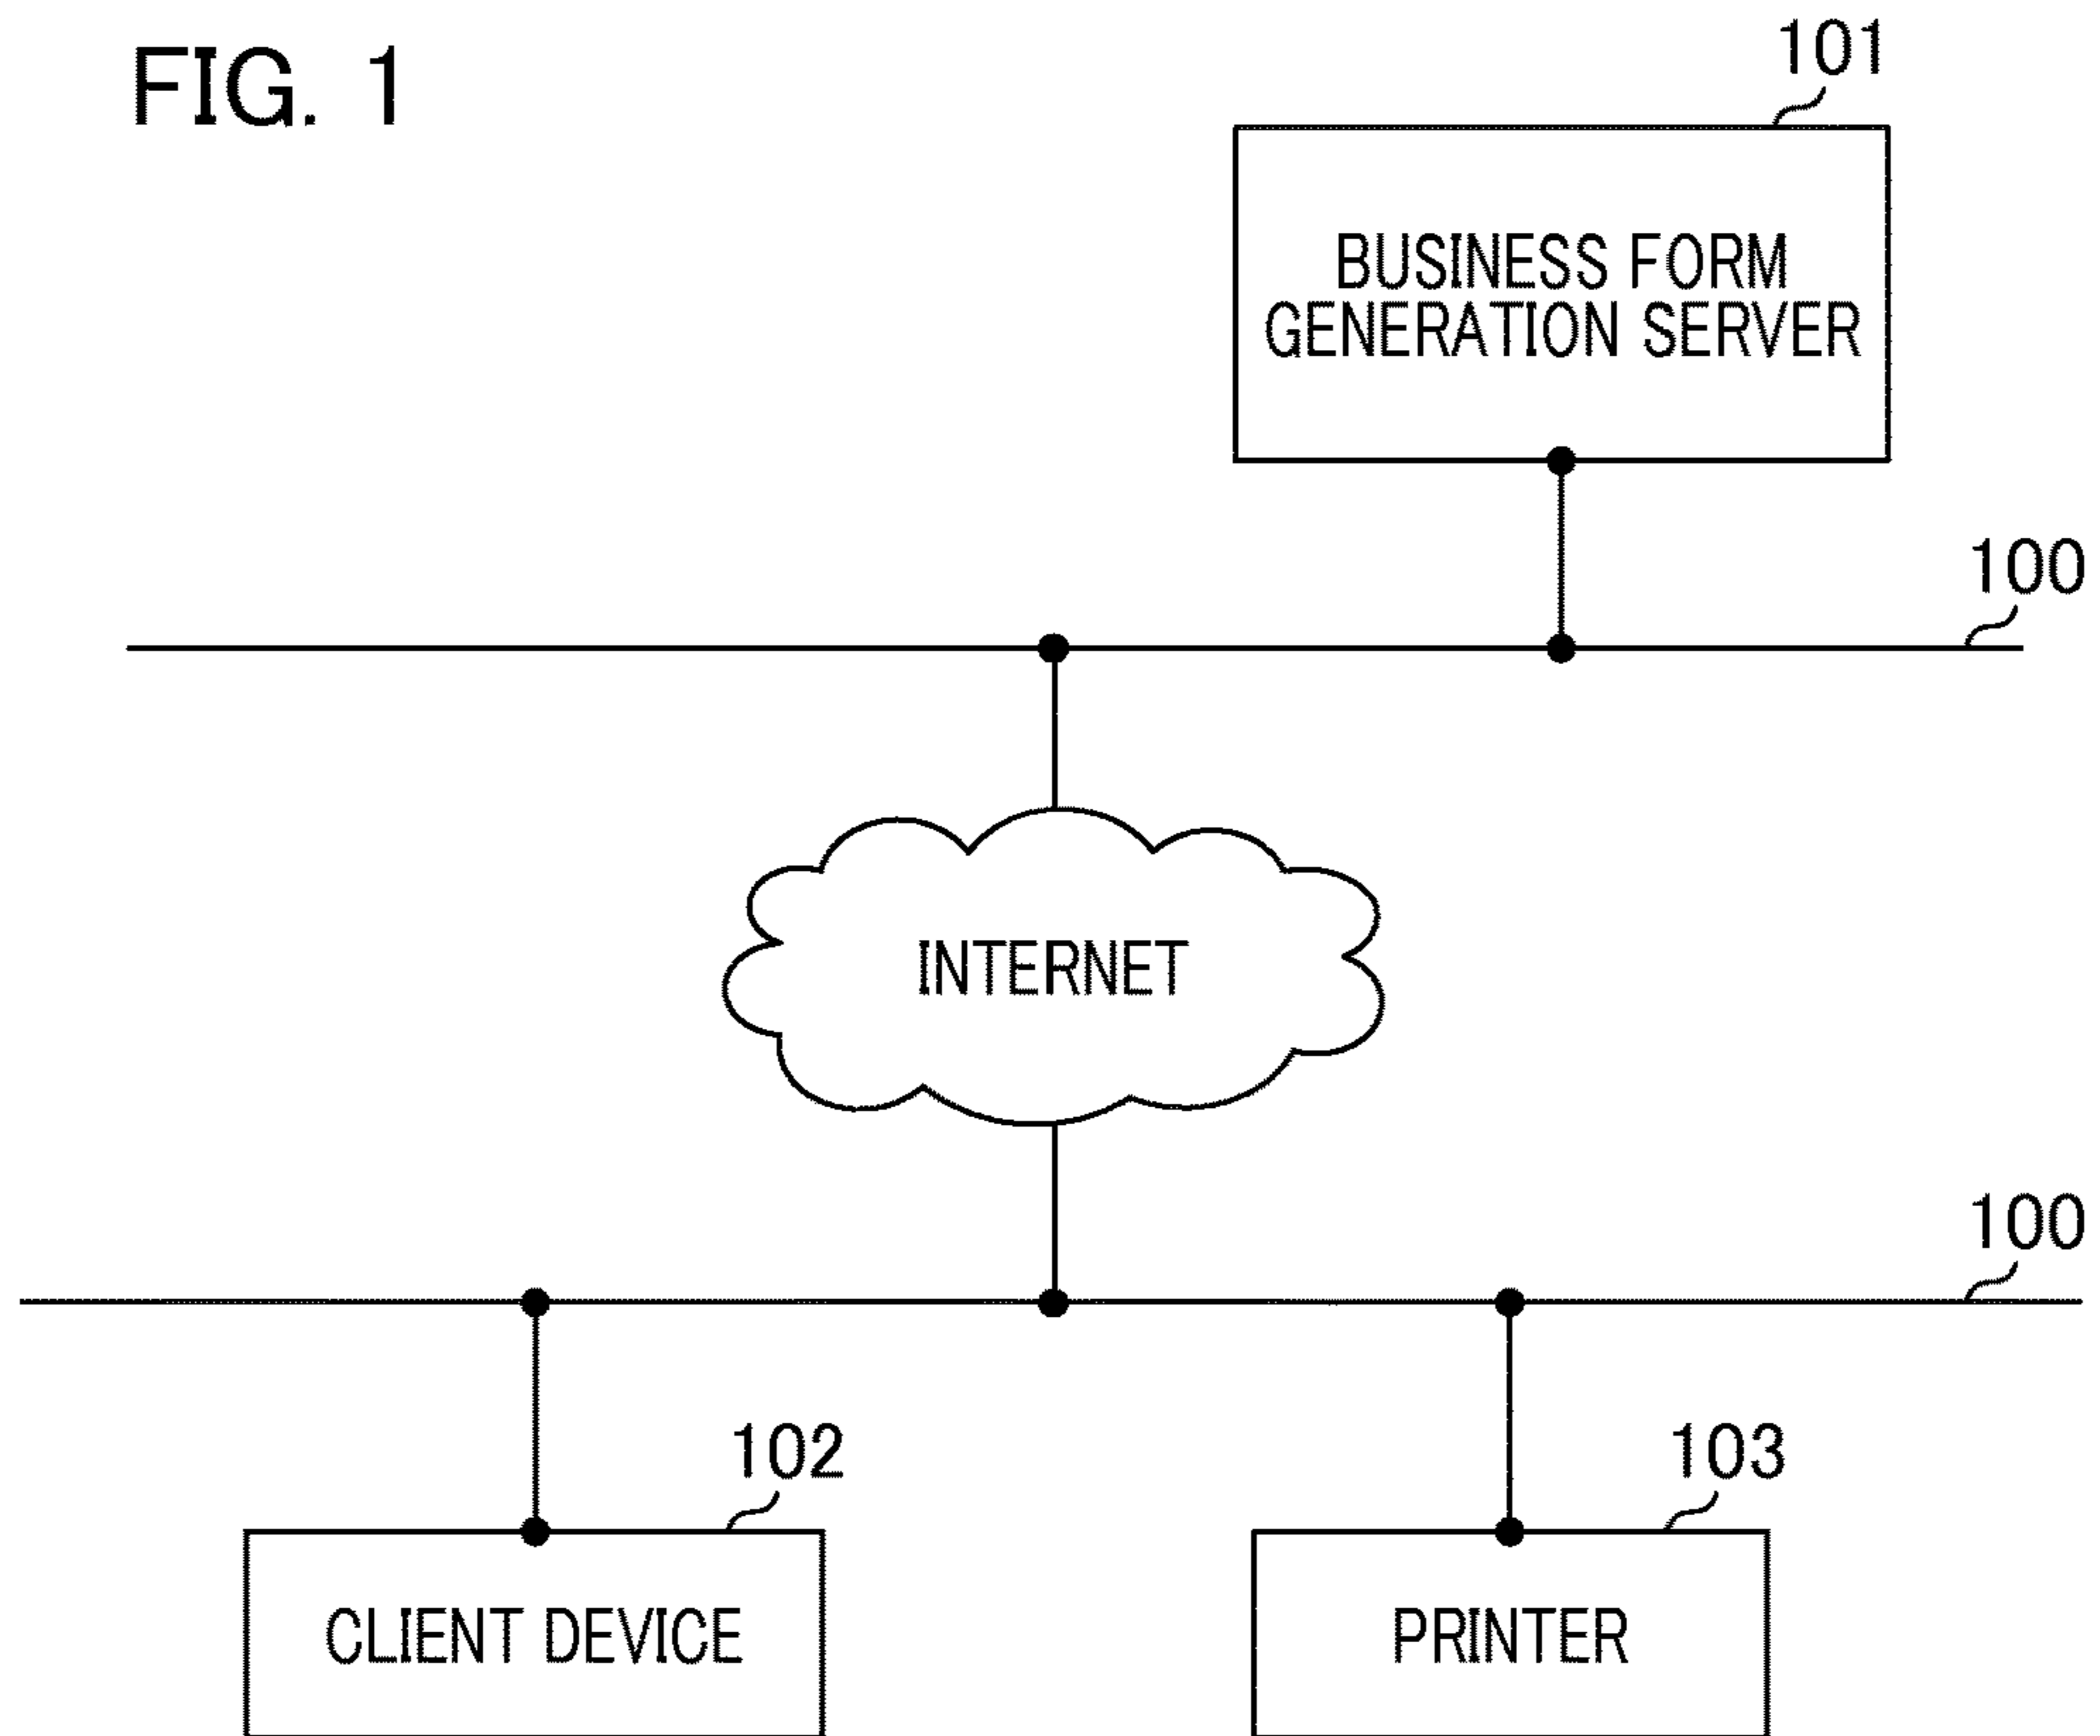 FIG. 1
101
BUSINESS FORM
GENERATION SERVER
100
INTERNET
100
102
103
CLIENT DEVICE
PRINTER